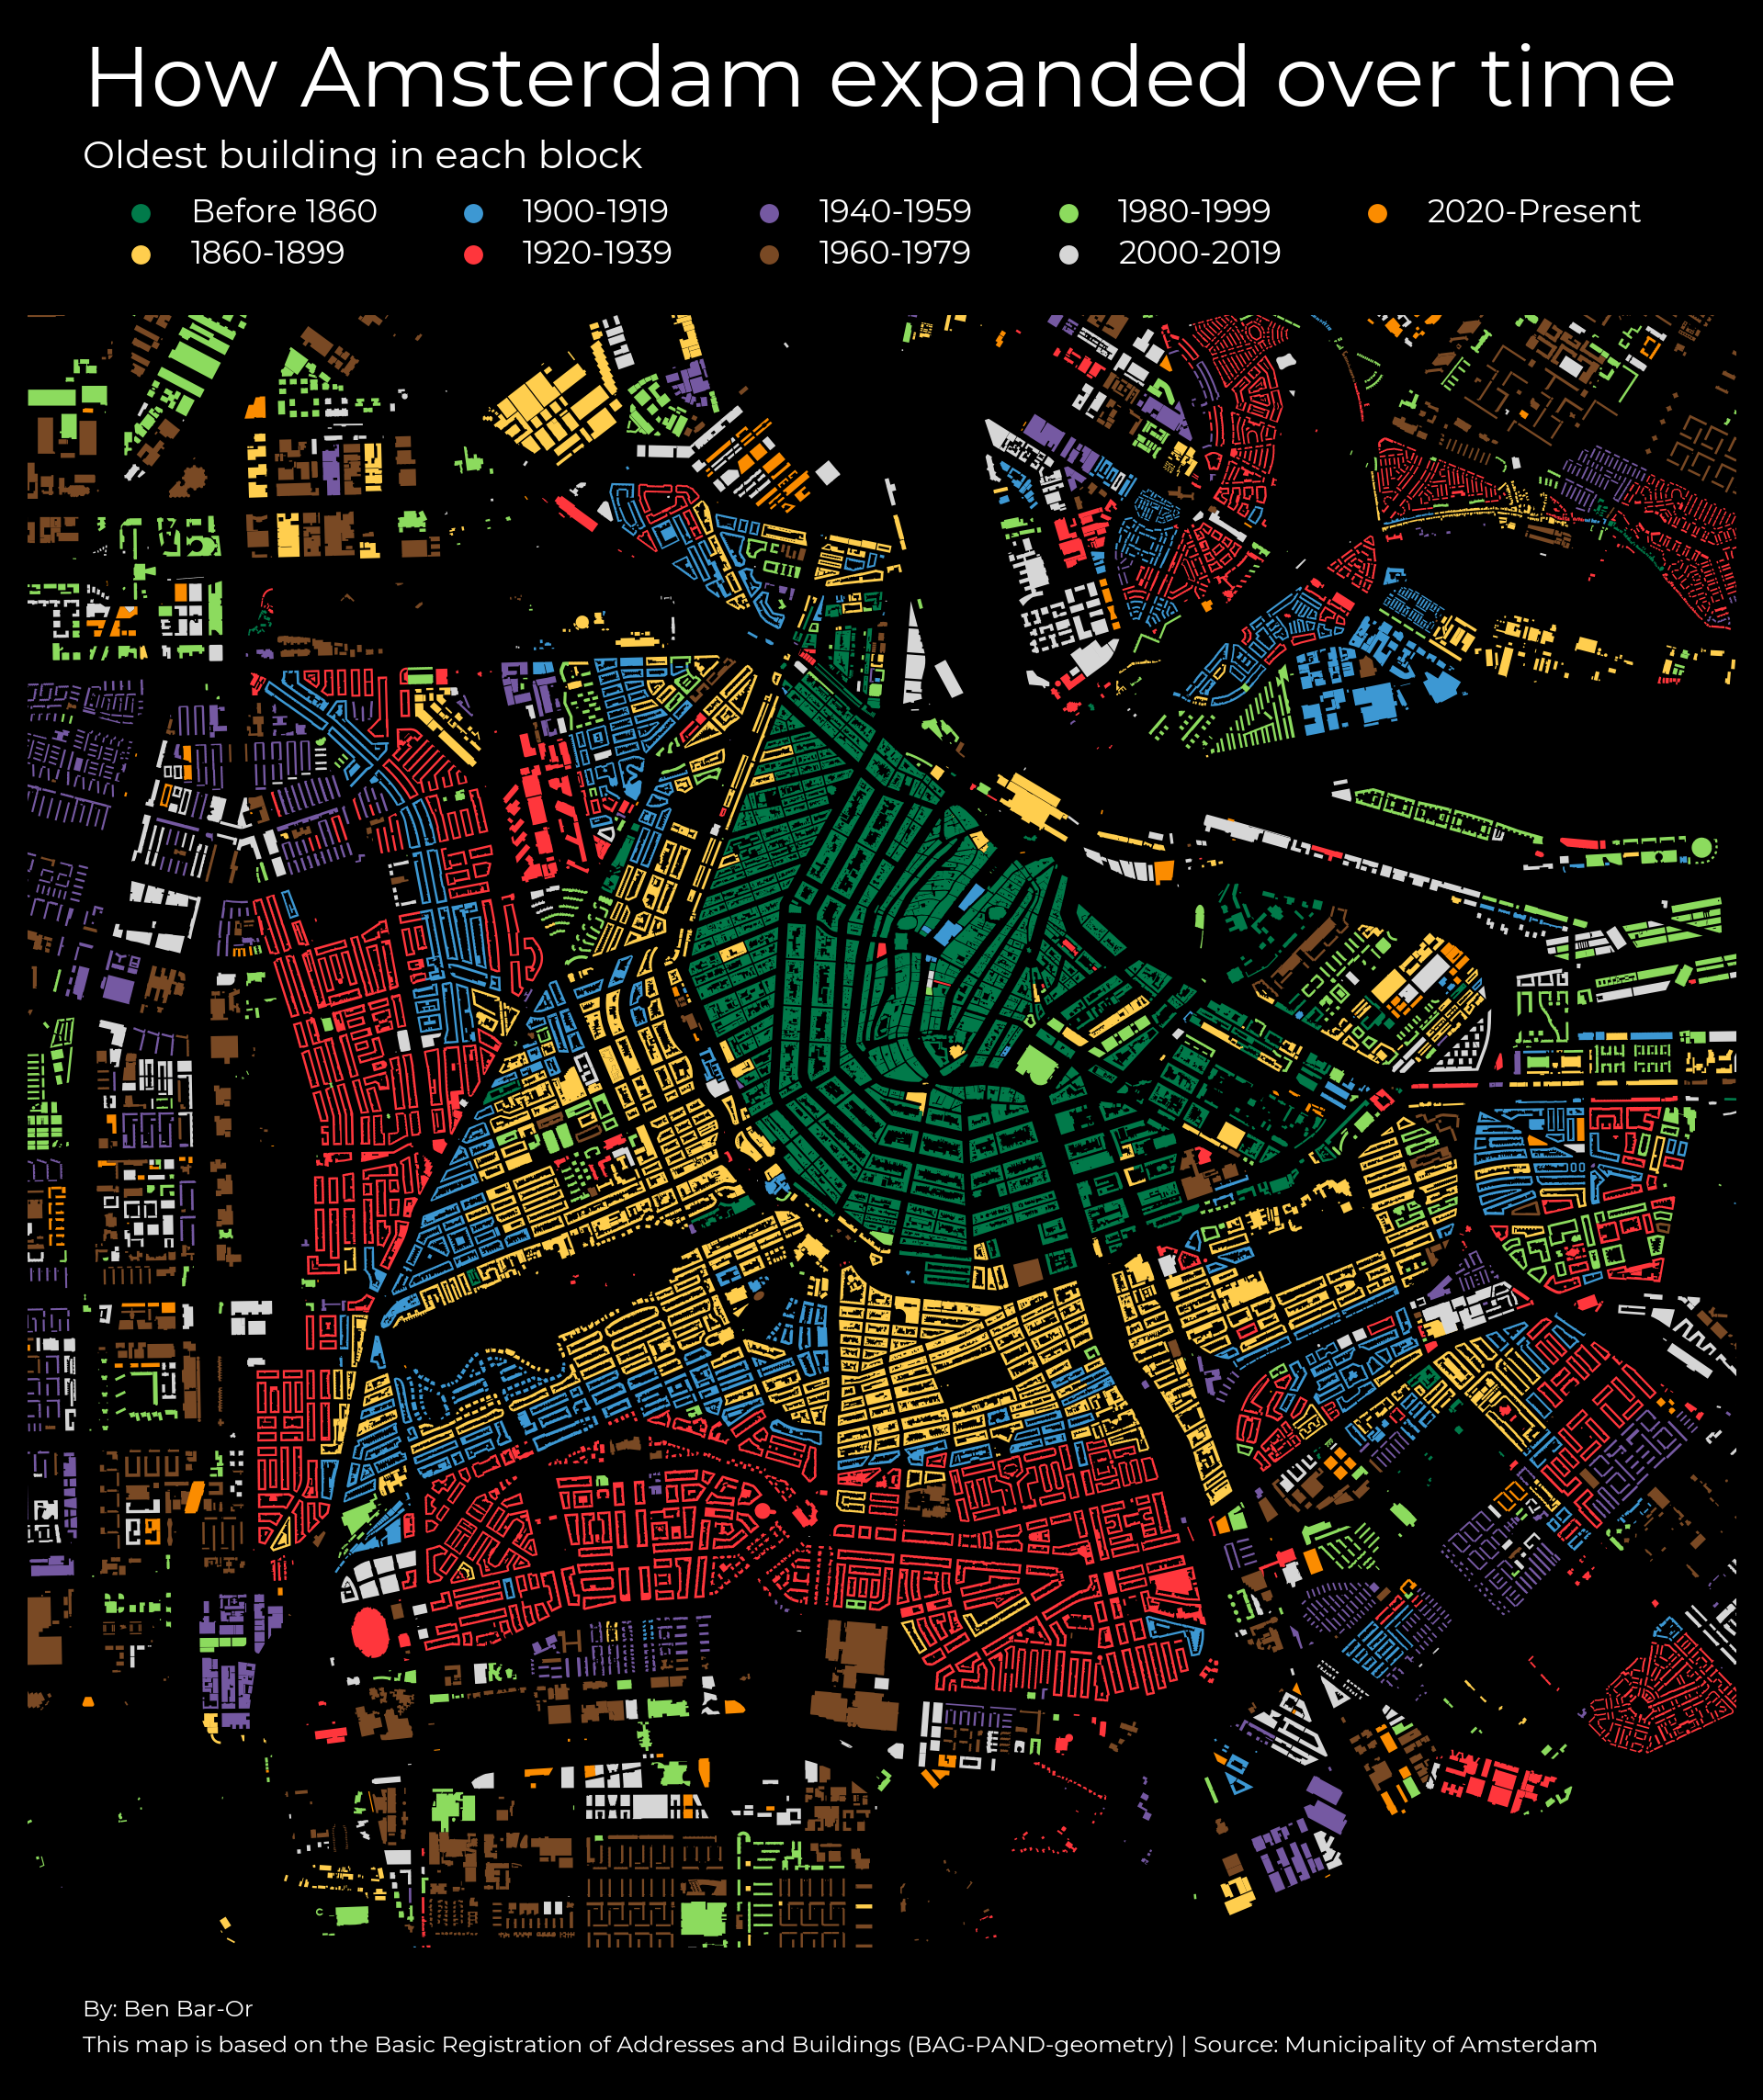 How Amsterdam expanded over time
Oldest building in each block
Before 1860 1900-1919 1940-1959 1980-1999 2020-Present
1860-1899 1920-1939 1960-1979 2000-2019
By: Ben Bar-Or
This map is based on the Basic Registration of Addresses and Buildings (BAG-PAND-geometry) | Source: Municipality of Amsterdam